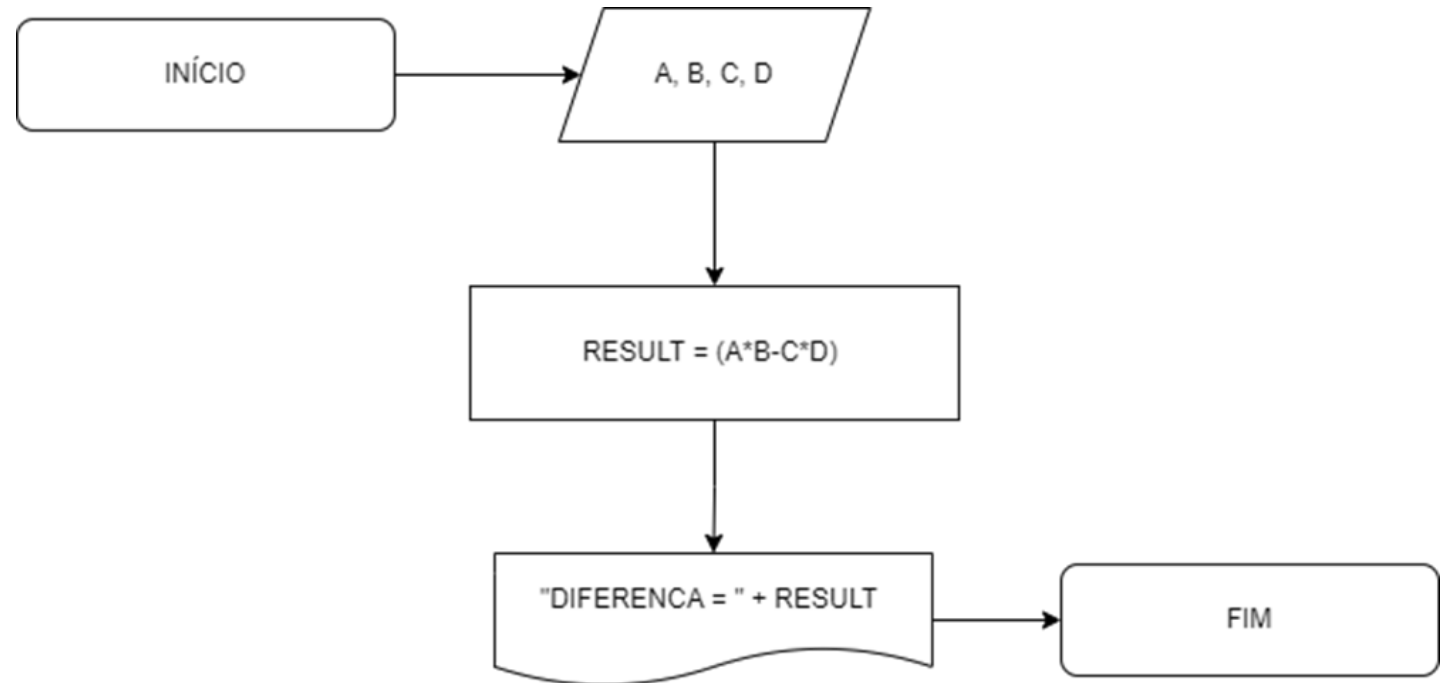 INÍCIO
A, B, C, D
RESULT = (A*B-C*D)
"DIFERENCA = " + RESULT
FIM